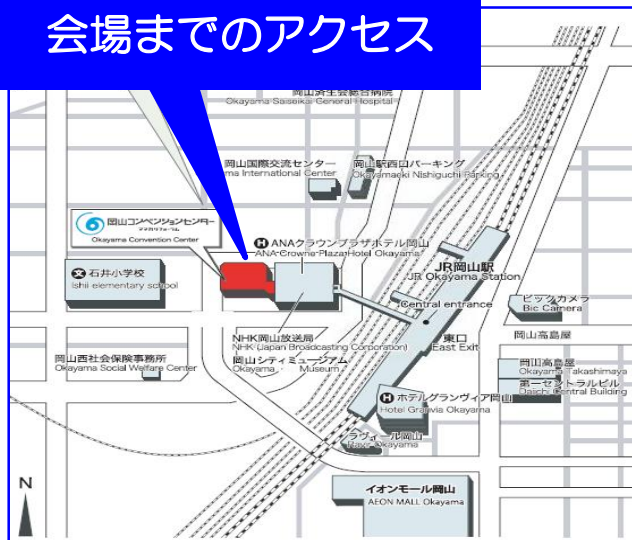 会場までのアクセス
岡山済生会総合病院
Okayama Saiseikai General Hospital
岡山国際交流センター
ma International Center
岡山駅西口パーキング
Okayamaeki Nishiguchi Parking
岡山コンベンションセンター
ママカリフォーラム
Okayama Convention Center
ANAクラウンプラザホテル岡山
ANA Crowne Plaza Hotel Okayama
石井小学校
Ishii elementary school
JR岡山駅
JR Okayama Station
Central entrance
ビックカメラ
Bic Camera
NHK岡山放送局
NHK (Japan Broadcasting Corporation)
岡山シティミュージアム
Okayama Museum
東口
East Exit
岡山高島屋
岡山西社会保険事務所
Okayama Social Welfare Center
岡山高島屋
Okayama Takashimaya
第一セントラルビル
Daiichi Central Building
ホテルグランヴィア岡山
Hotel Granvia Okayama
ラヴィール岡山
Okayama
イオンモール岡山
AEON MALL Okayama
N